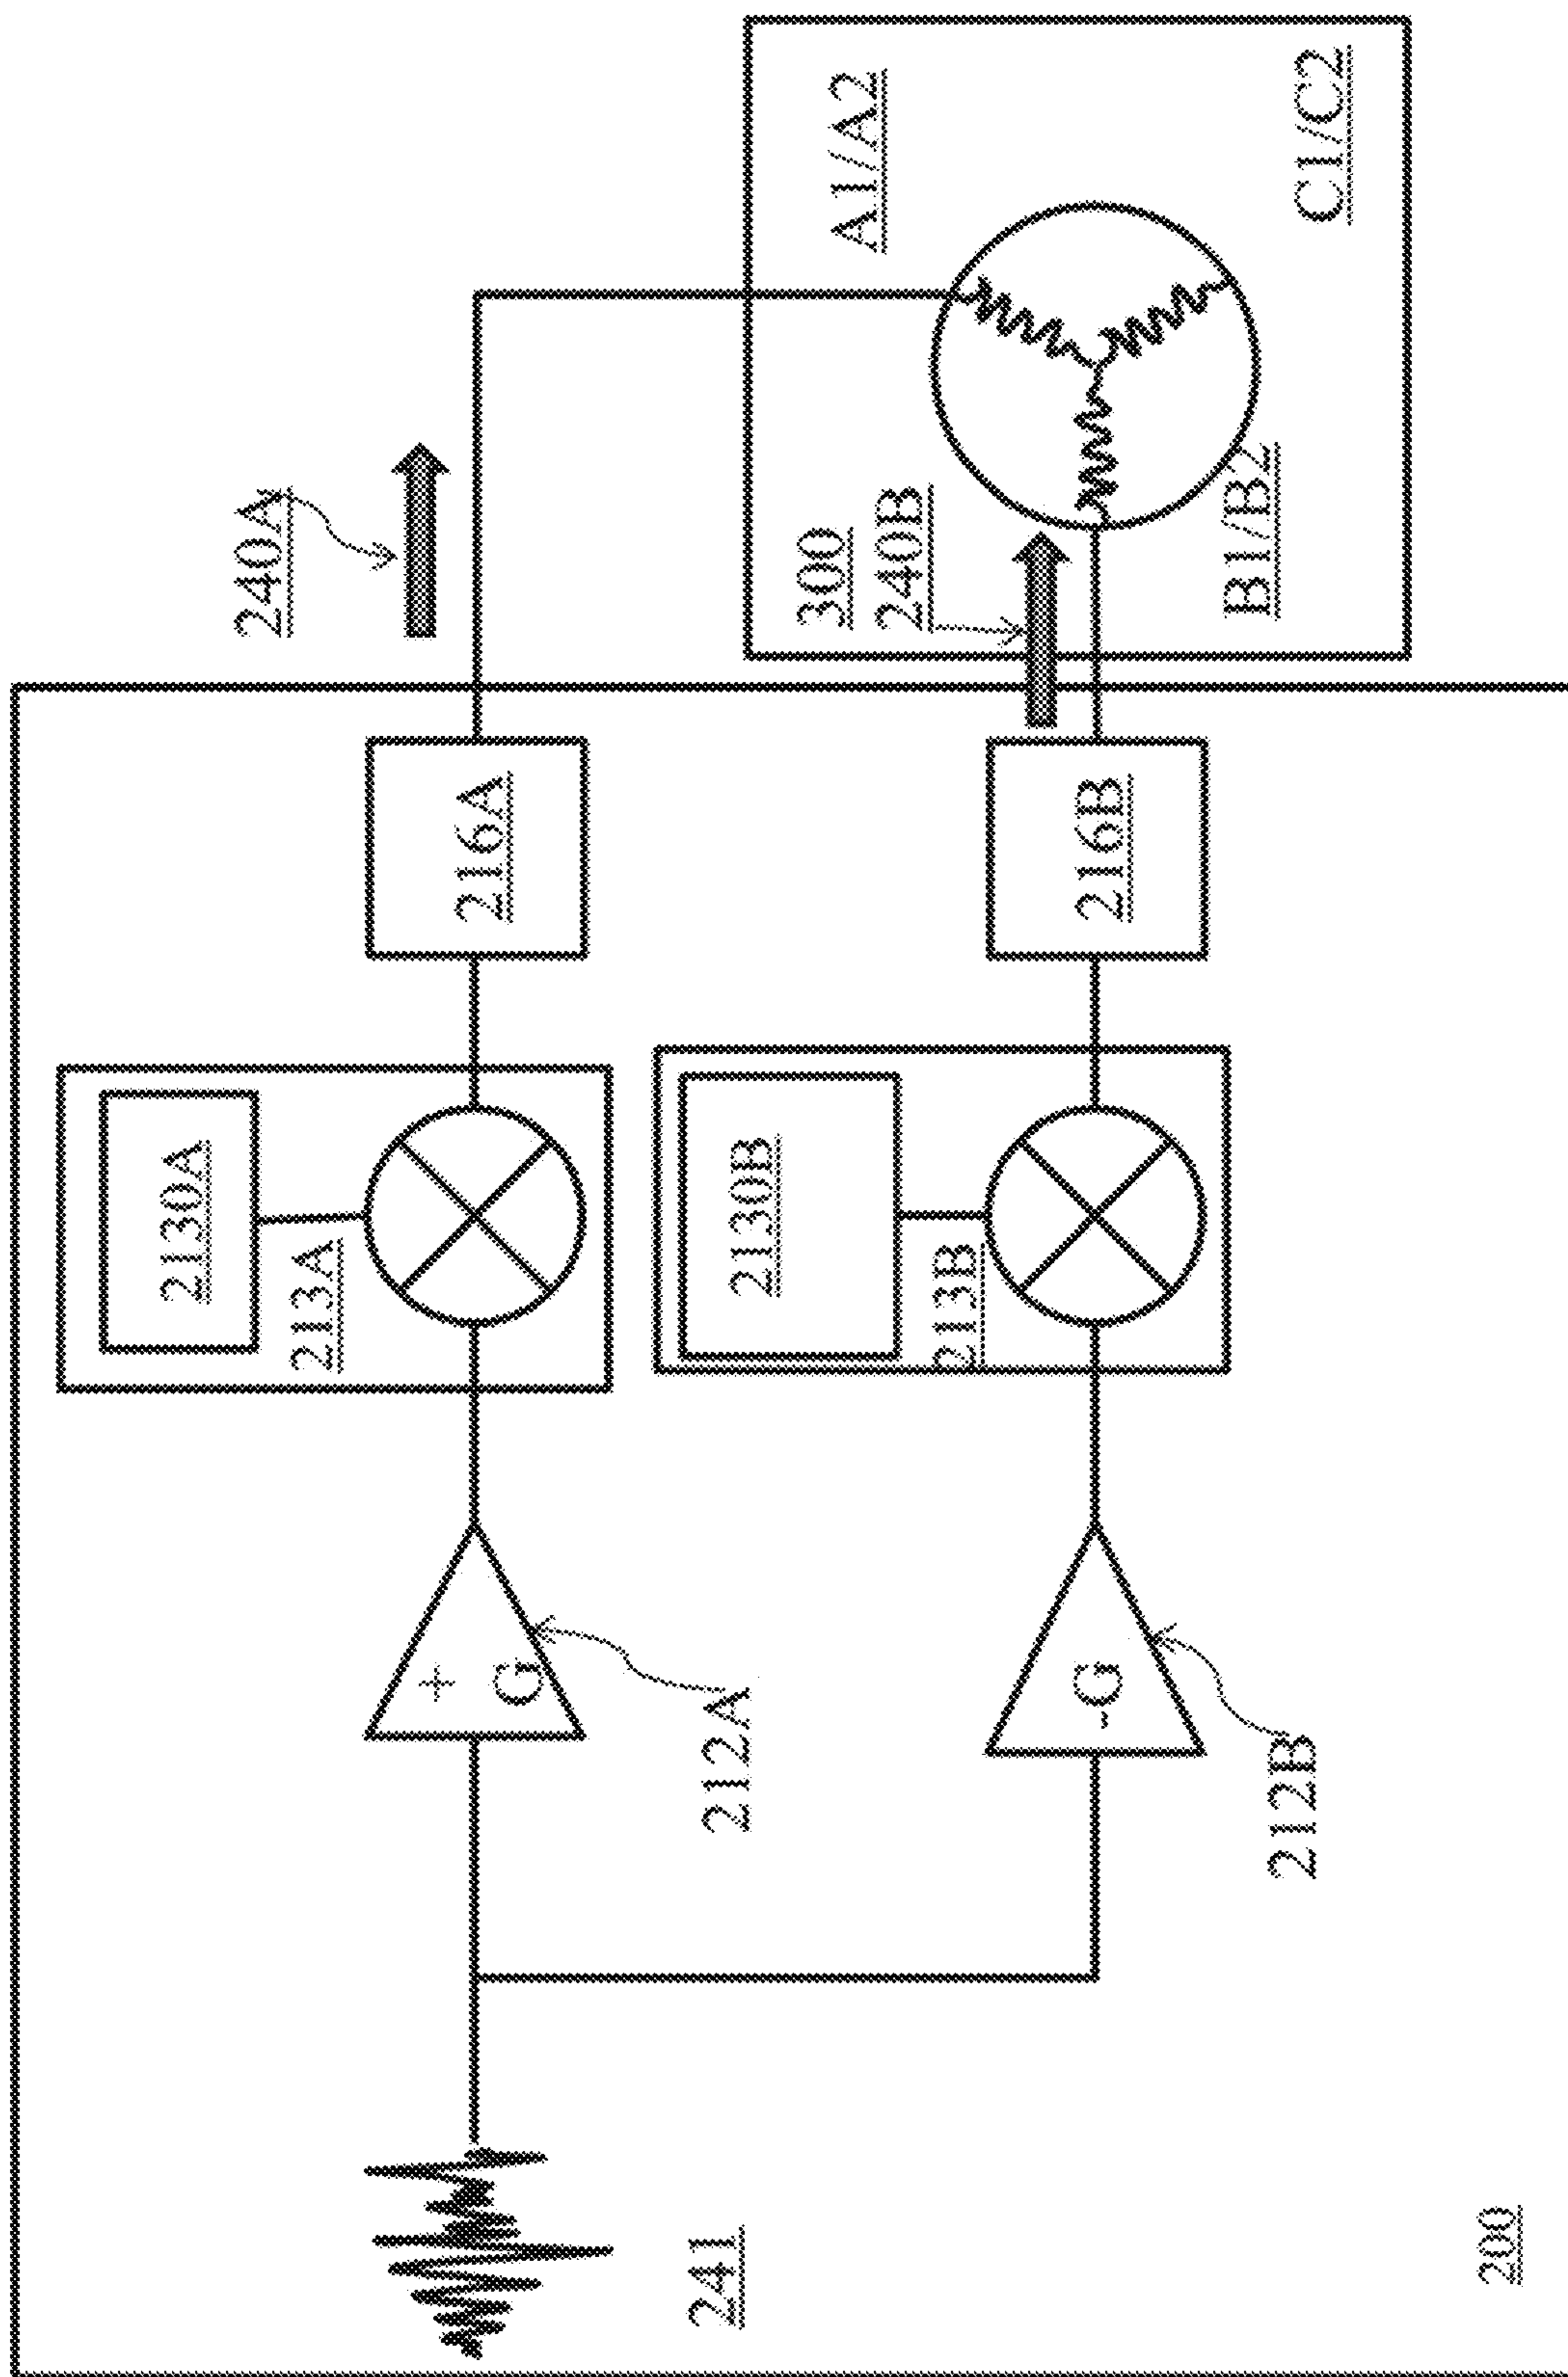 240A
A1/A2
300
240B
B1/B2
C1/C2
2130A
213A
216A
2130B
213B
216B
+
G
212A
-G
212B
241
200